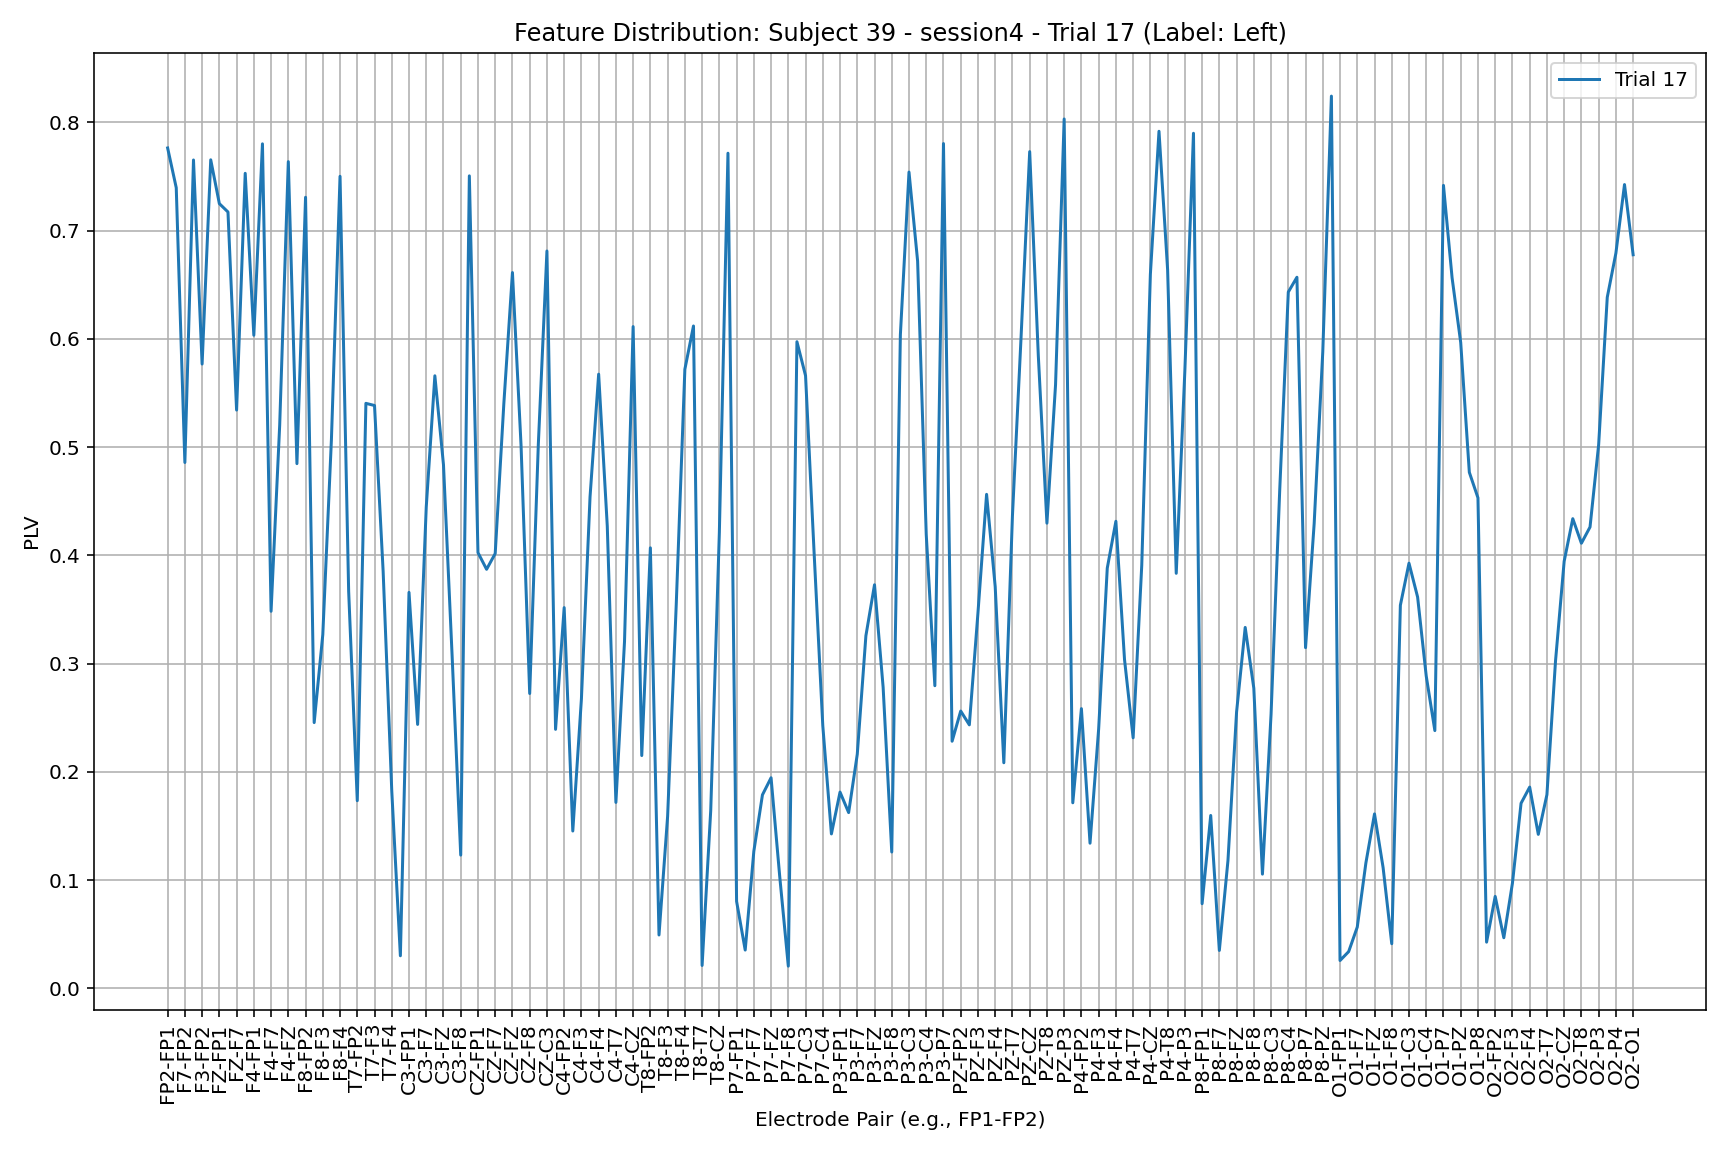 Feature Distribution: Subject 39 - session4 - Trial 17 (Label: Left)
Trial 17
PLV
0.8
0.7
0.6
0.5
0.4
0.3
0.2
0.1
0.0
FP2-FP1
F7-FP2
F3-FP2
FZ-FP1
FZ-F7
F4-FP1
F4-F7
F4-FZ
F8-FP2
F8-F3
F8-F4
T7-FP2
T7-F3
T7-F4
C3-FP1
C3-F7
C3-FZ
C3-F8
CZ-FP1
CZ-F7
CZ-FZ
CZ-F8
CZ-C3
C4-FP2
C4-F3
C4-F4
C4-T7
C4-CZ
T8-FP2
T8-F3
T8-F4
T8-T7
T8-CZ
P7-FP1
P7-F7
P7-FZ
P7-F8
P7-C3
P7-C4
P3-FP1
P3-F7
P3-FZ
P3-F8
P3-C3
P3-C4
P3-P7
PZ-FP2
PZ-F3
PZ-F4
PZ-T7
PZ-CZ
PZ-T8
PZ-P3
P4-FP2
P4-F3
P4-F4
P4-T7
P4-CZ
P4-T8
P4-P3
P8-FP1
P8-F7
P8-FZ
P8-F8
P8-C3
P8-C4
P8-P7
P8-PZ
O1-FP1
O1-F7
O1-FZ
O1-F8
O1-C3
O1-C4
O1-P7
O1-PZ
O1-P8
O2-FP2
O2-F3
O2-F4
O2-T7
O2-CZ
O2-T8
O2-P3
O2-P4
O2-O1
Electrode Pair (e.g., FP1-FP2)